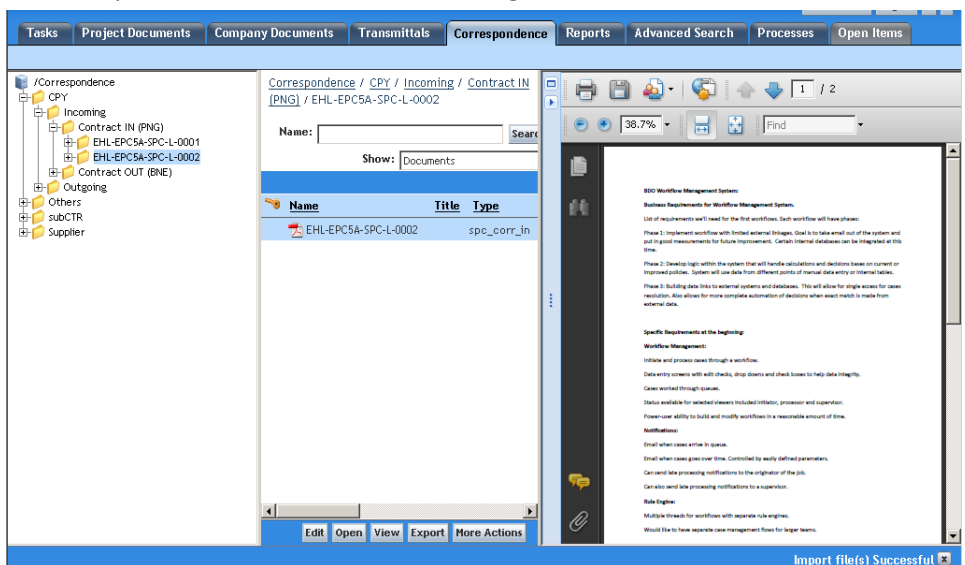 Tasks Project Documents Company Documents Transmittals Correspondence Reports Advanced Search Processes Open Items
/Correspondence
CPY
Incoming
Contract IN (PNG)
EHL-EPC5A-SPC-L-0001
EHL-EPC5A-SPC-L-0002
Contract OUT (BNE)
Outgoing
Others
subCTR
Supplier
Correspondence / CPY / Incoming / Contract IN
(PNG) / EHL-EPC5A-SPC-L-0002
Name: Sear
Show: Documents
Name Title Type
EHL-EPC5A-SPC-L-0002 spc_corr_in
Edit Open View Export More Actions
1 / 2
38.7% Find
BDO Workflow Management System:
Business Requirements for Workflow Management System.
List of requirements we'll need for the first workflows. Each workflow will have phases:
Phase 1: Implement workflow with limited external linkages. Goal is to take email out of the system and
put in good measurements for future improvement. Certain internal databases can be integrated at this
time.
Phase 2: Develop logic within the system that will handle calculations and decisions bases on current or
improved policies. System will use data from different points of manual data entry or internal tables.
Phase 3: Building data links to external systems and databases. This will allow for single access for cases
resolution. Also allows for more complete automation of decisions when exact match is made from
external data.
Specific Requirements at the beginning:
Workflow Management:
Initiate and process cases through a workflow.
Data entry screens with edit checks, drop downs and check boxes to help data integrity.
Cases worked through queues.
Status available for selected viewers included initiator, processor and supervisor.
Power-user ability to build and modify workflows in a reasonable amount of time.
Notifications:
Email when cases arrive in queue.
Email when cases goes over time. Controlled by easily defined parameters.
Can send late processing notifications to the originator of the job.
Can also send late processing notifications to a supervisor.
Rule Engine:
Multiple threads for workflows with separate rule engines.
Would like to have separate case management flows for larger teams.
Import file(s) Successful